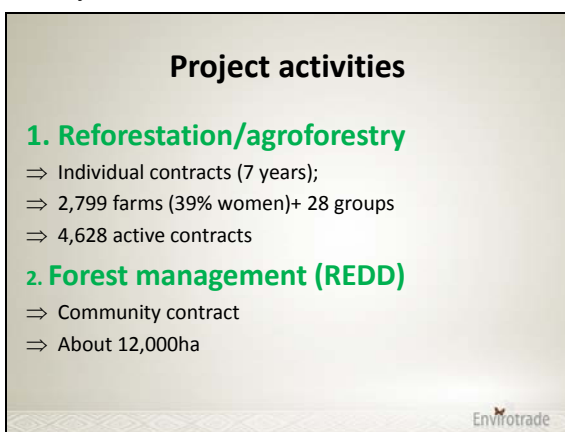 Project activities
1. Reforestation/agroforestry
⇒ Individual contracts (7 years);
⇒ 2,799 farms (39% women)+ 28 groups
⇒ 4,628 active contracts
2. Forest management (REDD)
⇒ Community contract
⇒ About 12,000ha
Envirotrade